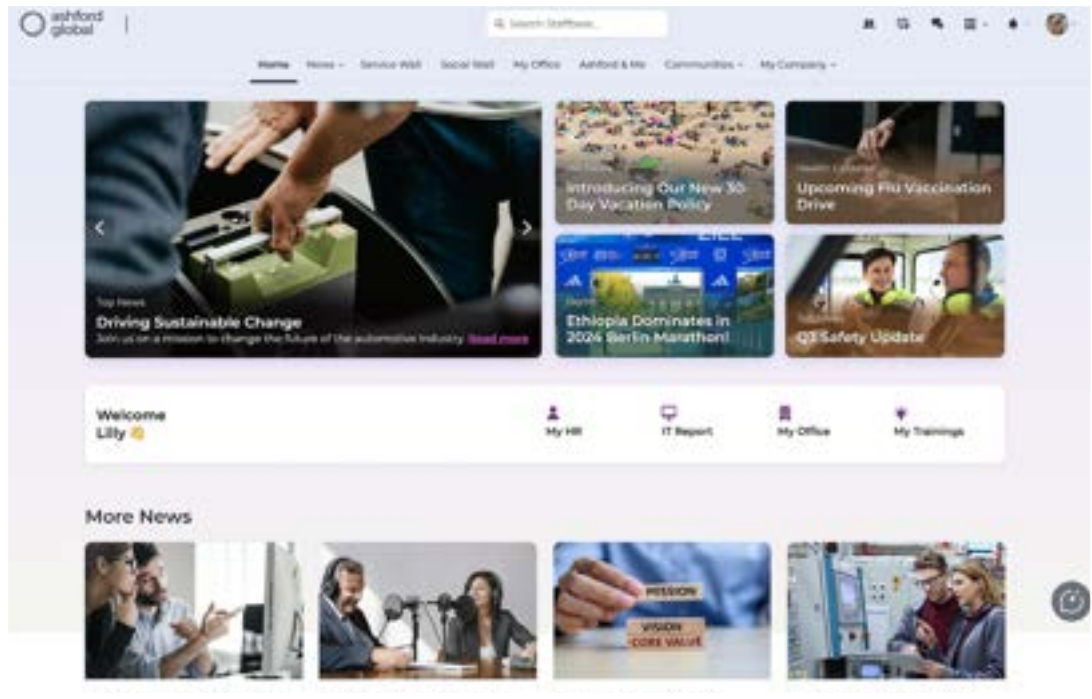 ashford
global
Search Staffbase...
Home News Service Wall Social Wall My Office Ashford & Me Communities My Company
Top News
Driving Sustainable Change
Join us on a mission to change the future of the automotive industry. Read more
Introducing Our New 30-
Day Vacation Policy
Upcoming Flu Vaccination
Drive
Ethiopia Dominates in
2024 Berlin Marathon!
Q3 Safety Update
Welcome
Lilly
My HR
IT Report
My Office
My Trainings
More News
MISSION
VISION
CORE VALUE